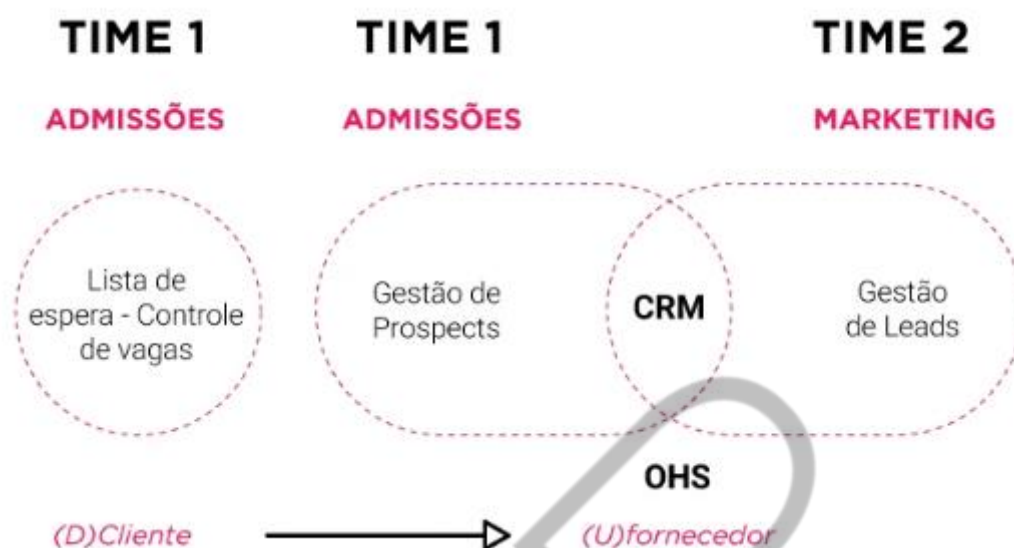 TIME 1
TIME 1
TIME 2
ADMISSÕES
ADMISSÕES
MARKETING
Lista de
espera - Controle
de vagas
Gestão de
Prospects
CRM
Gestão
de Leads
OHS
(D)Cliente
(U)fornecedor